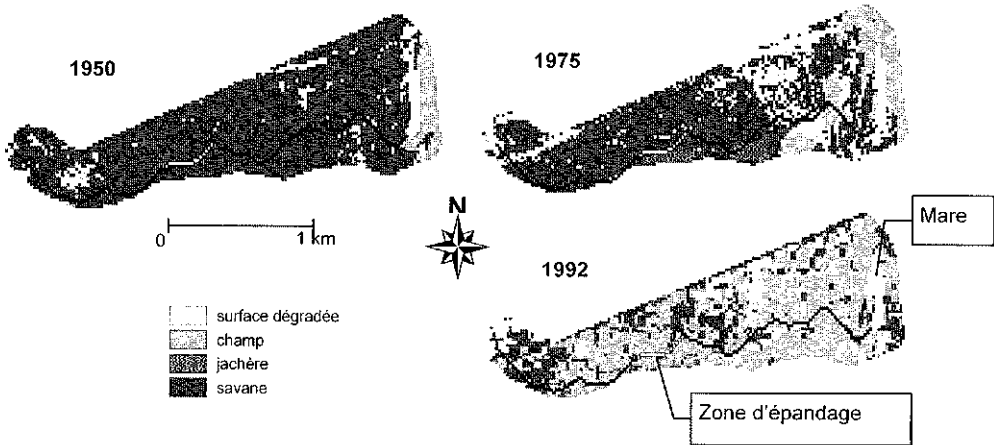 1950
1975
0
1 km
N
1992
Mare
surface dégradée
champ
jachère
savane
Zone d'épandage